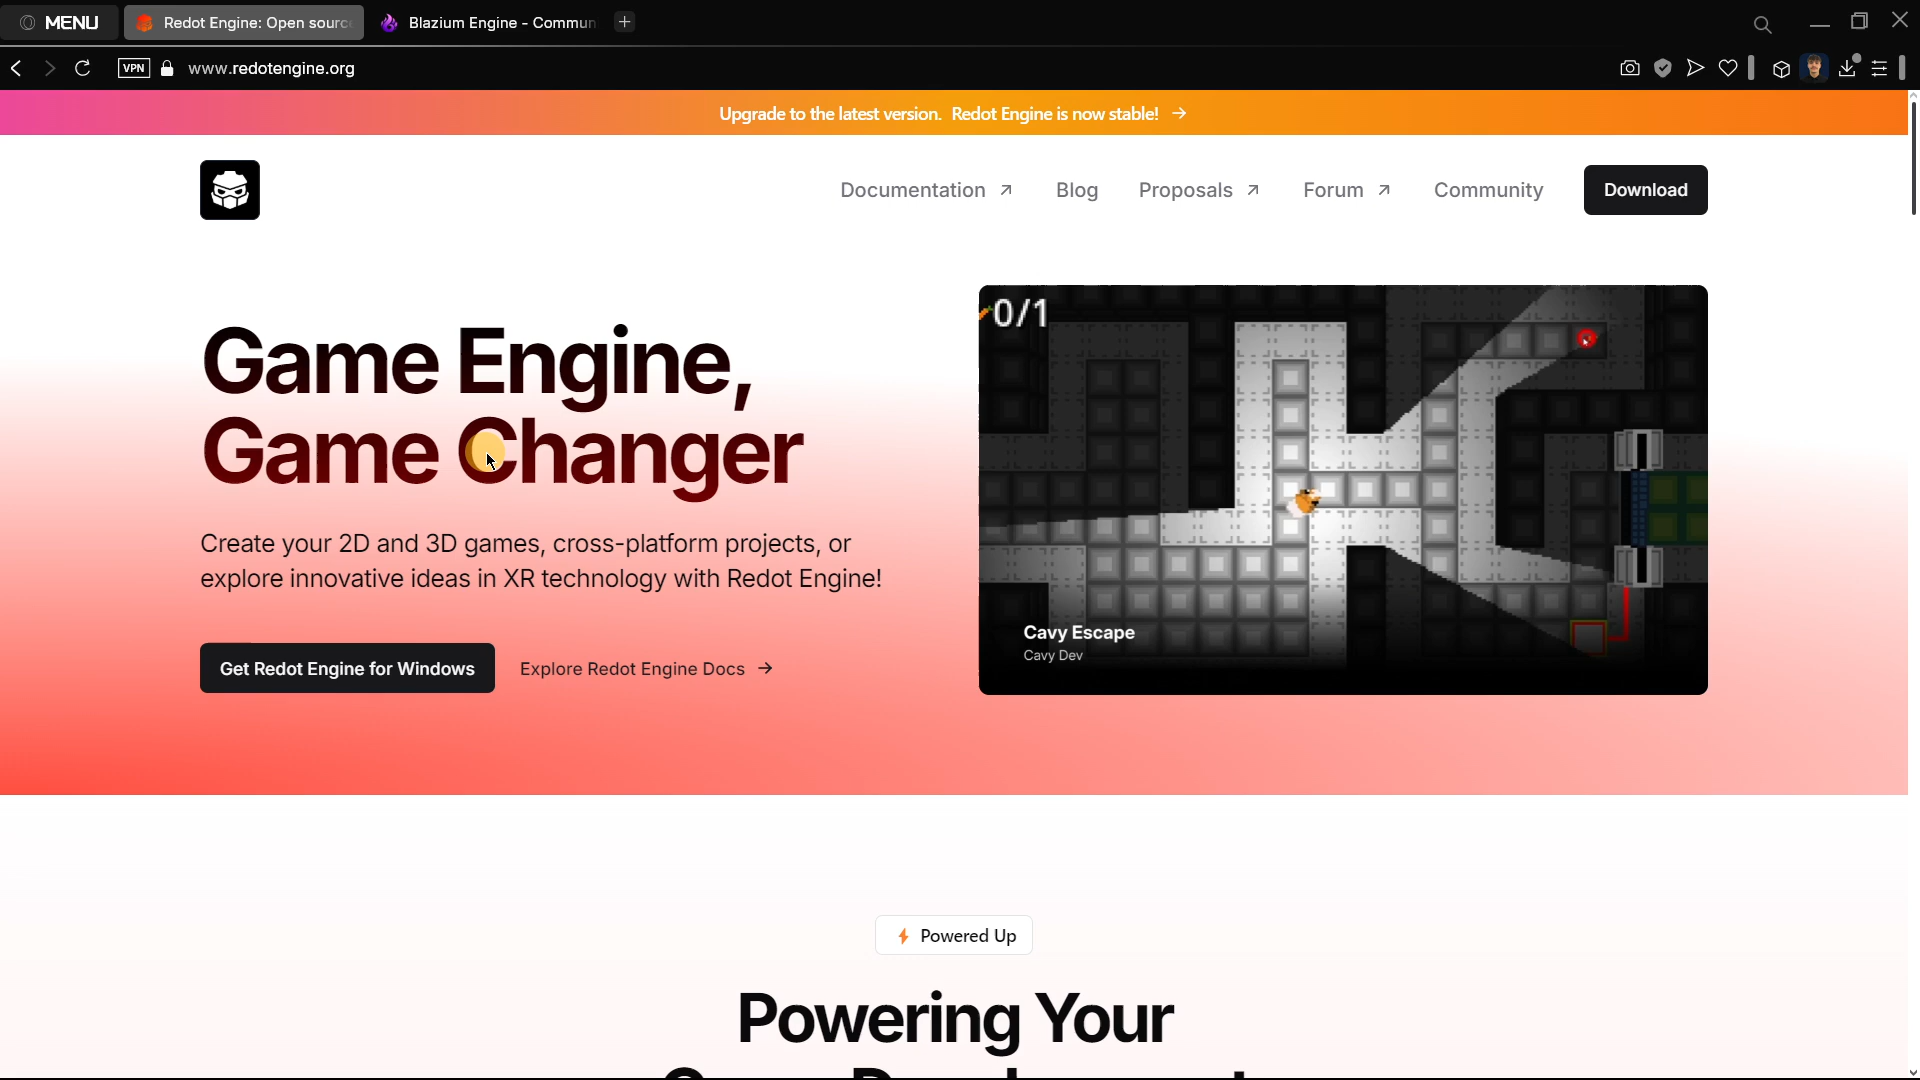 MENU
Redot Engine: Open sourc
Blazium Engine - Commun
VPN
www.redotengine.org
Upgrade to the latest version. Redot Engine is now stable! →
Documentation ↗
Blog
Proposals ↗
Forum ↗
Community
Download
Game Engine,
Game Changer
Create your 2D and 3D games, cross-platform projects, or
explore innovative ideas in XR technology with Redot Engine!
Get Redot Engine for Windows
Explore Redot Engine Docs →
0/1
Cavy Escape
Cavy Dev
Powered Up
Powering Your